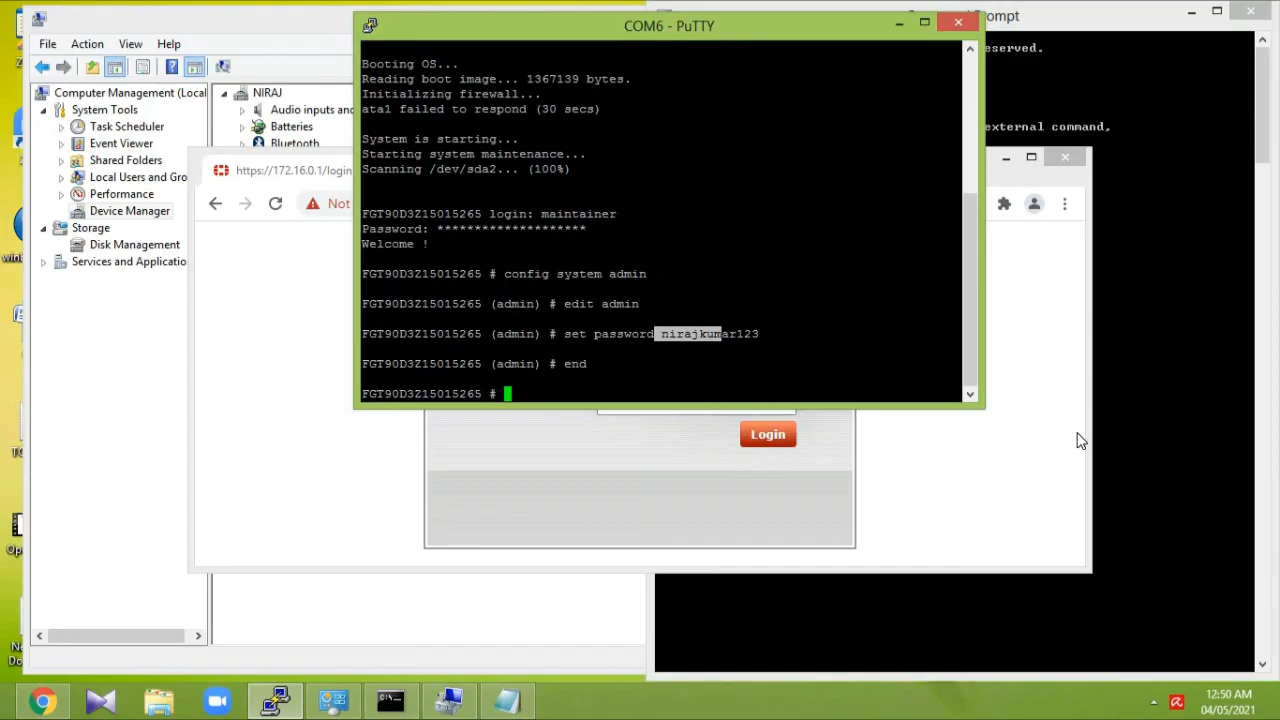 COM6 - PuTTY
Booting OS...
Reading boot image... 1367139 bytes.
Initializing firewall...
ata1 failed to respond (30 secs)
System is starting...
Starting system maintenance...
Scanning /dev/sda2... (100%)
FGT90D3Z15015265 login: maintainer
Password: ********************
Welcome !
FGT90D3Z15015265 # config system admin
FGT90D3Z15015265 (admin) # edit admin
FGT90D3Z15015265 (admin) # set password nirajkumar123
FGT90D3Z15015265 (admin) # end
FGT90D3Z15015265 #
File Action View Help
Computer Management (Local
System Tools
Task Scheduler
Event Viewer
Shared Folders
Local Users and Gro
Performance
Device Manager
Storage
Disk Management
Services and Applicatio
NIRAJ
Audio inputs an
Batteries
Bluetooth
https://172.16.0.1/login
Not
Login
eserved.
external command,
12:50 AM
04/05/2021